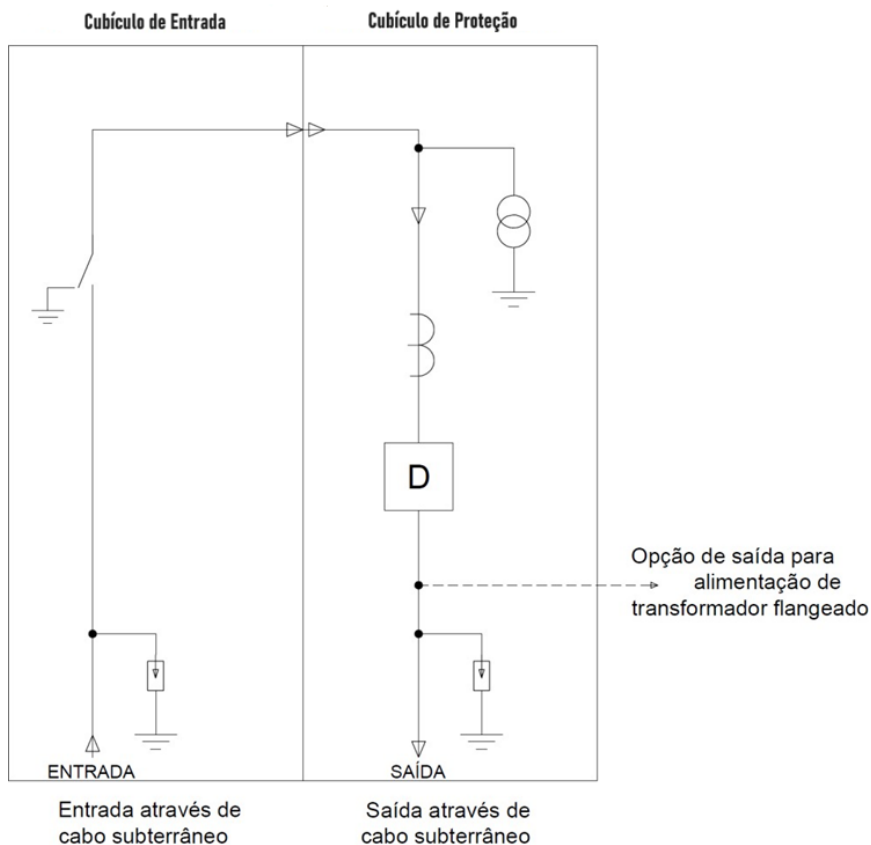 Cubículo de Entrada
Cubículo de Proteção
D
Opção de saída para
alimentação de
transformador flangeado
ENTRADA
SAÍDA
Entrada através de
cabo subterrâneo
Saída através de
cabo subterrâneo